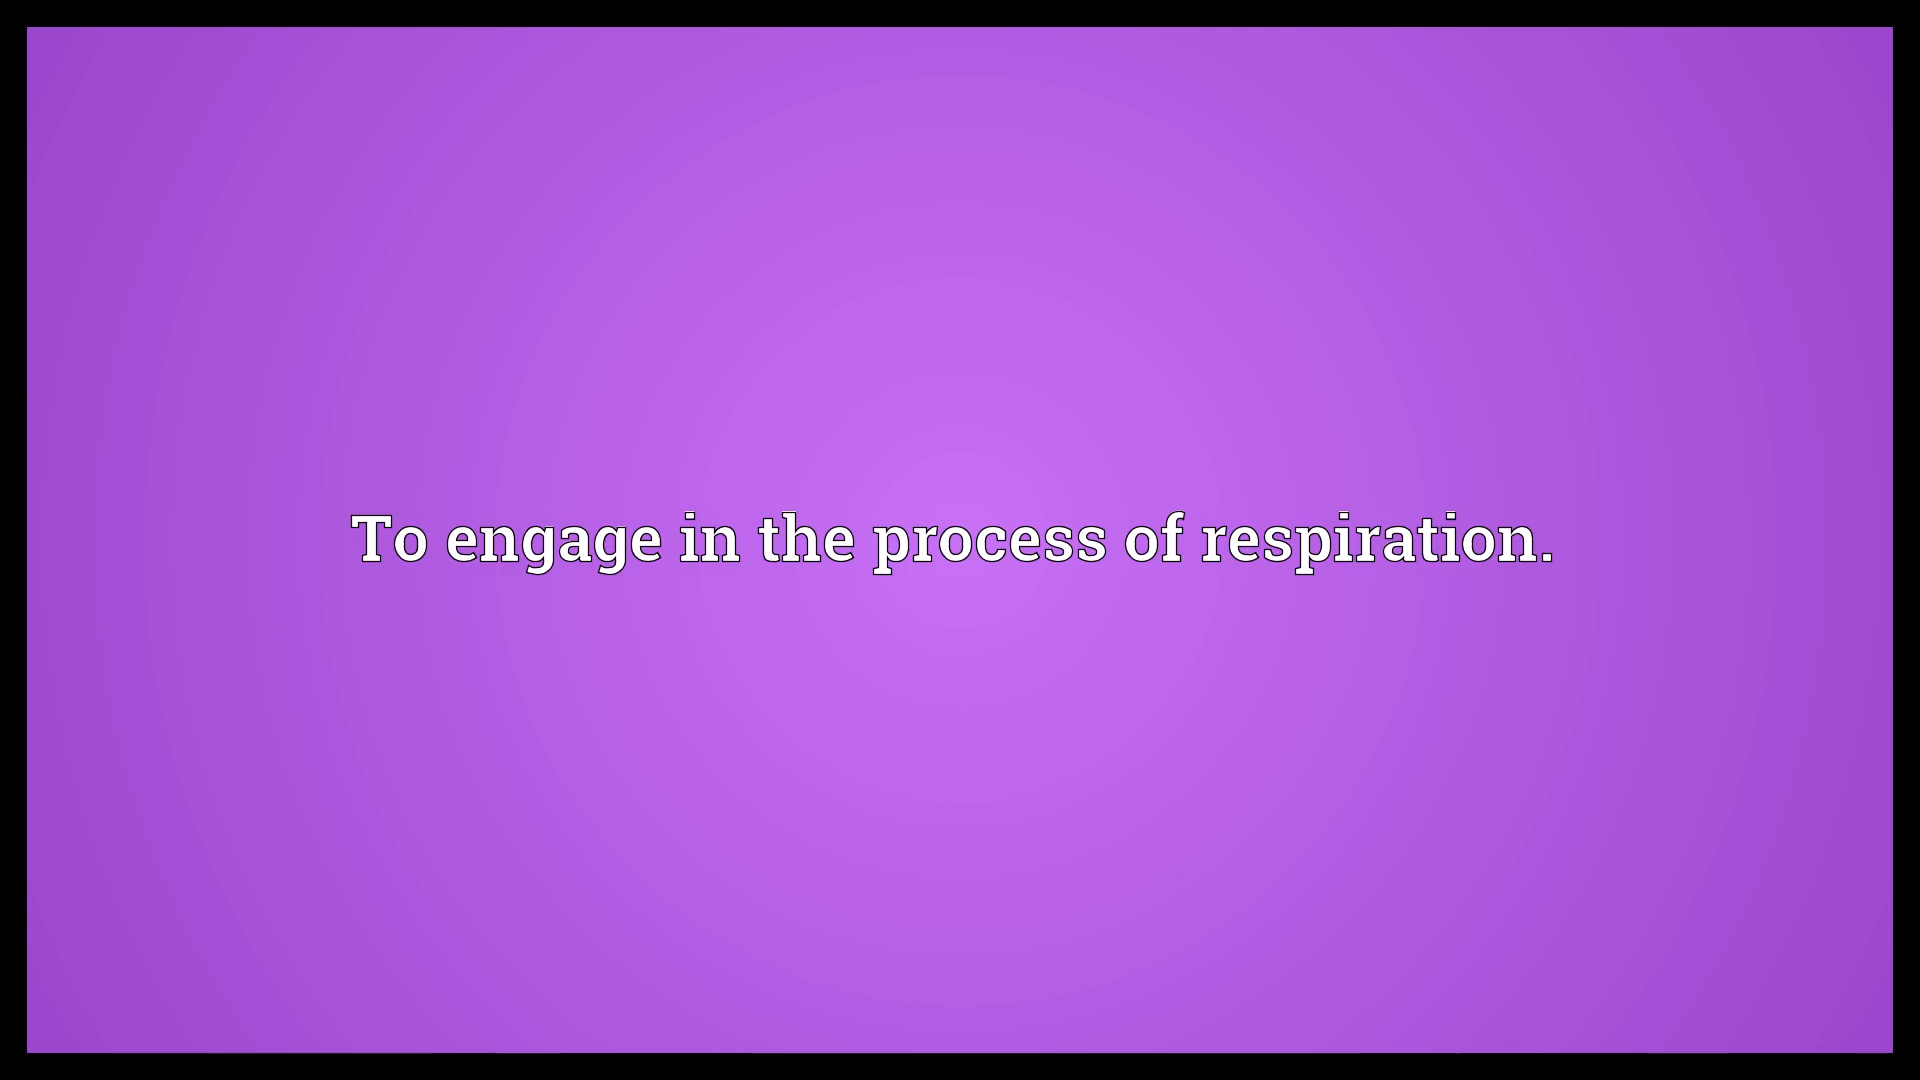 To engage in the process of respiration.